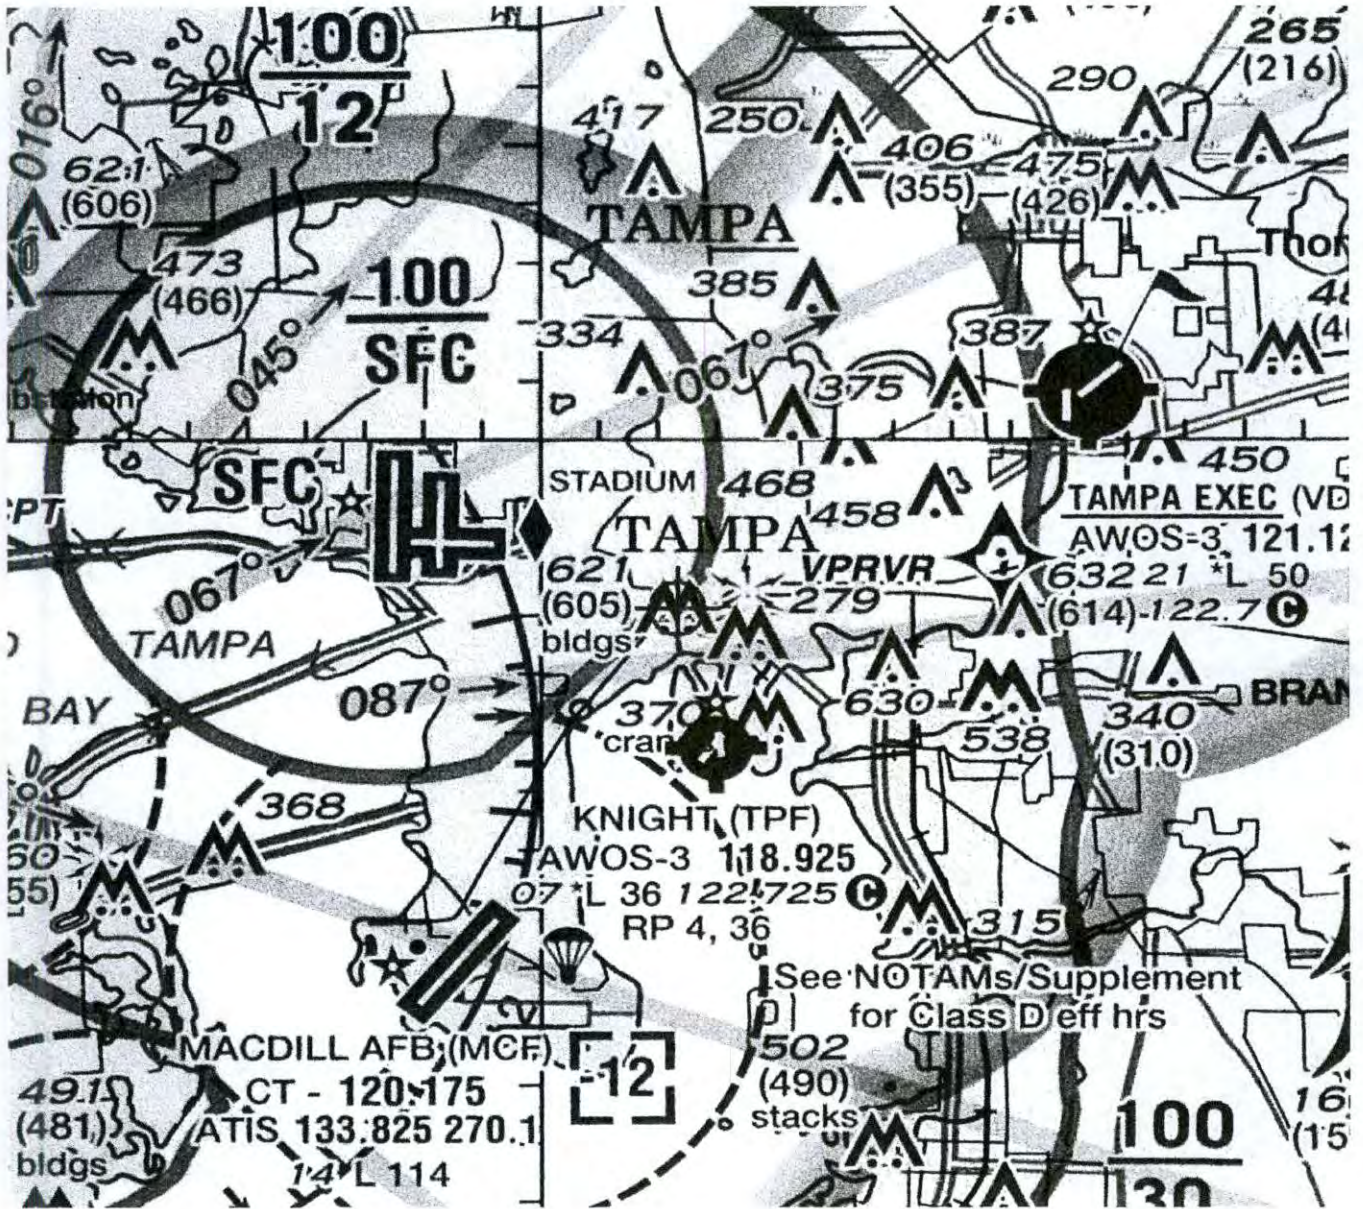 100
12
265
(216)
290
016°
417
250
406
(355)
475
(426)
621
(606)
TAMPA
473
(466)
100
SFC
045°
385
334
067°
375
387
SFC
STADIUM
468
450
TAMPA
458
3
TAMPA EXEC (VD
AWOS-3 121.12
21 *L 50
122.7 C
632
(614)
067°
621
(605)
bldgs
VPRVR
279
TAMPA
BAY
087°
370
630
538
340
(310)
BRAN
368
KNIGHT (TPF)
AWOS-3 118.925
07 *L 36 122.725 C
RP 4, 36
315
See NOTAMs/Supplement
for Class D eff hrs
MACDILL AFB (MCF)
CT - 120.175
ATIS 133.825 270.1
14 L 114
-12
502
(490)
stacks
491
(481)
bldgs
100
30